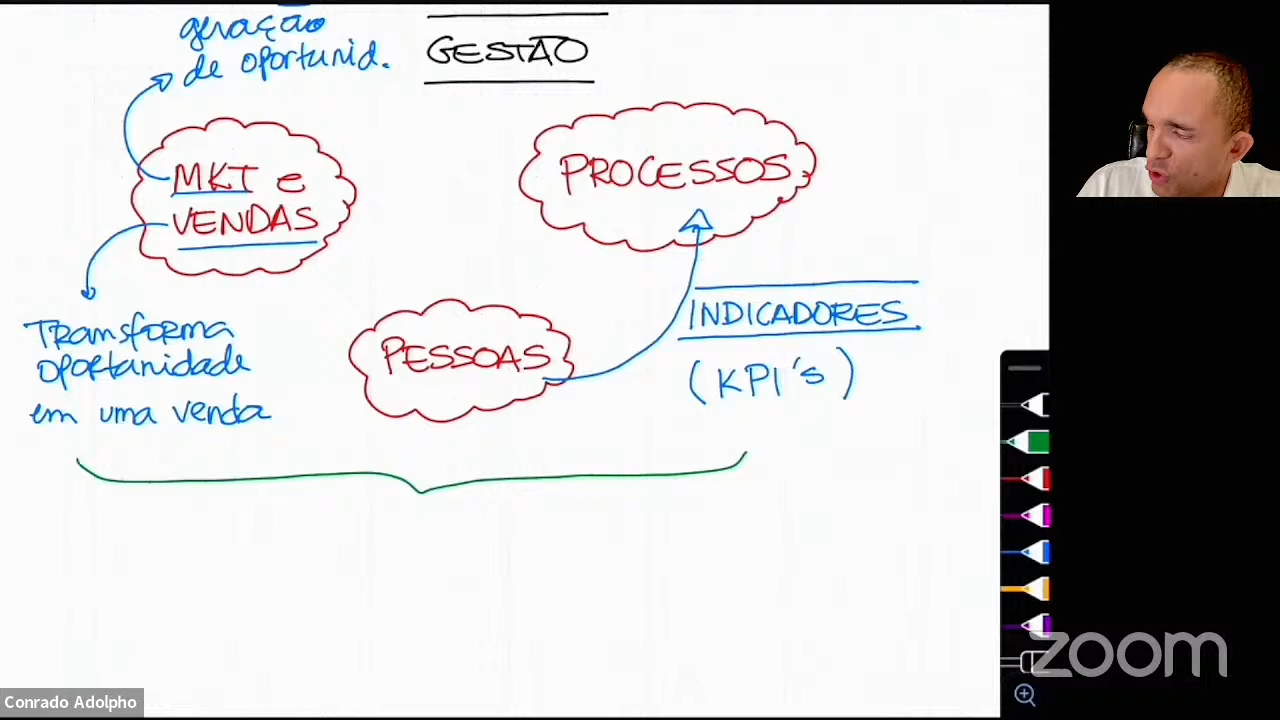 geração
de oportunid.
GESTÃO
MKT e
VENDAS
PROCESSOS
Transforma
oportunidade
em uma venda
PESSOAS
INDICADORES
(KPI's)
zoom
Conrado Adolpho